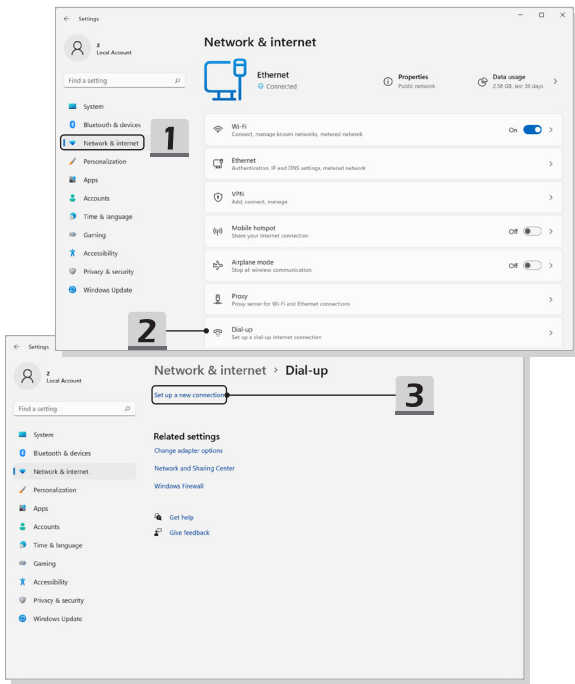 Settings
z
Local Account
Find a setting
System
Bluetooth & devices
Network & internet
Personalization
Apps
Accounts
Time & language
Gaming
Accessibility
Privacy & security
Windows Update
1
Network & internet
Ethernet
Connected
Properties
Public network
Data usage
2.58 GB, last 30 days
Wi-Fi
Connect, manage known networks, metered network
On
Ethernet
Authentication, IP and DNS settings, metered network
VPN
Add, connect, manage
Mobile hotspot
Share your internet connection
Off
Airplane mode
Stop all wireless communication
Off
Proxy
Proxy server for Wi-Fi and Ethernet connections
2
Dial-up
Set up a dial-up internet connection
Settings
z
Local Account
Find a setting
System
Bluetooth & devices
Network & internet
Personalization
Apps
Accounts
Time & language
Gaming
Accessibility
Privacy & security
Windows Update
Network & internet > Dial-up
Set up a new connection
3
Related settings
Change adapter options
Network and Sharing Center
Windows Firewall
Get help
Give feedback